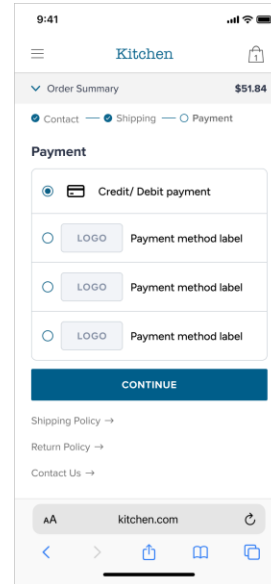 9:41
Kitchen
1
Order Summary $51.84
Contact Shipping Payment
Payment
Credit/ Debit payment
LOGO Payment method label
LOGO Payment method label
LOGO Payment method label
CONTINUE
Shipping Policy →
Return Policy →
Contact Us →
AA kitchen.com